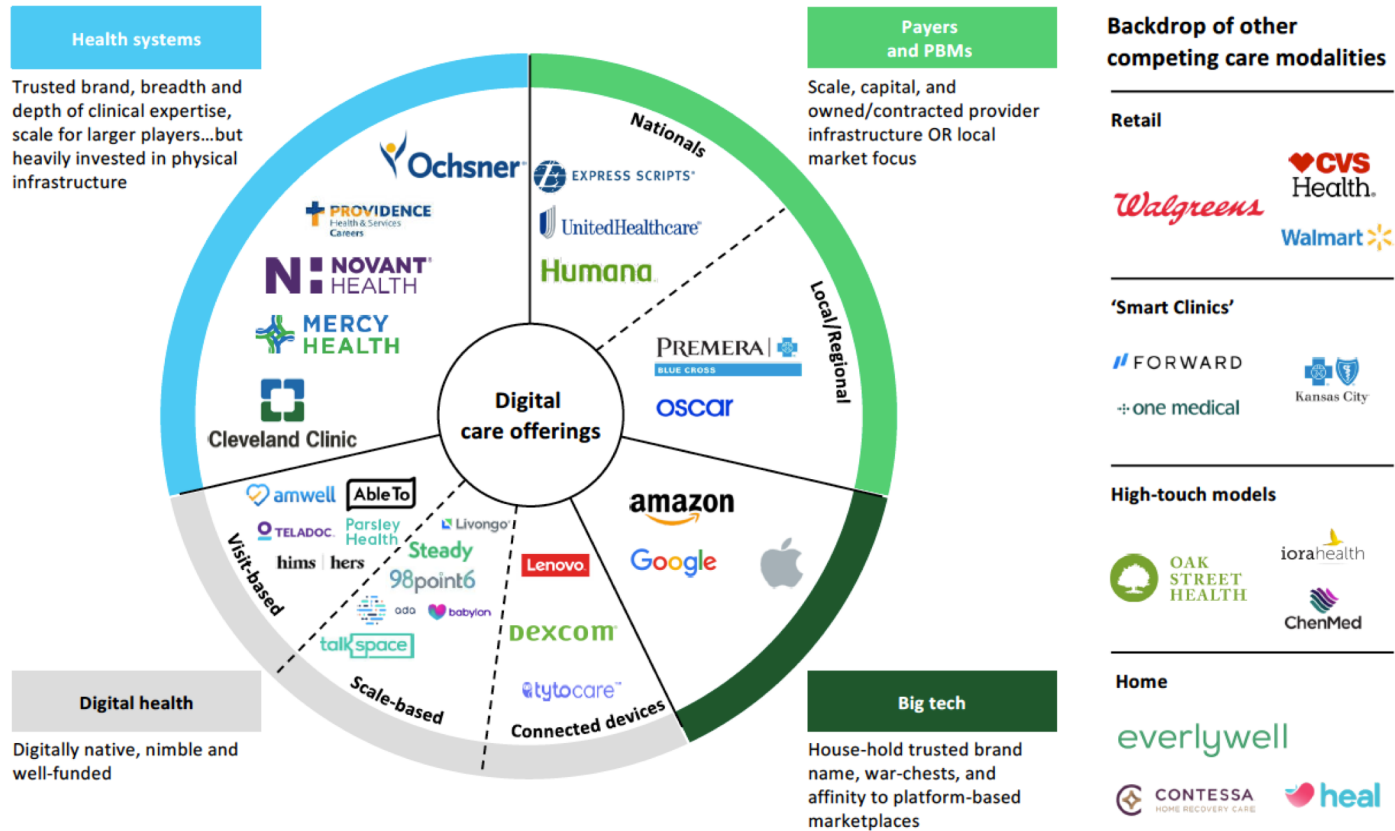 Health systems
Trusted brand, breadth and
depth of clinical expertise,
scale for larger players...but
heavily invested in physical
infrastructure
Payers
and PBMs
Scale, capital, and
owned/contracted provider
infrastructure OR local
market focus
Nationals
Ochsner
EXPRESS SCRIPTS
PROVIDENCE
Health & Services
Careers
UnitedHealthcare
NOVANT
HEALTH
Humana
MERCY
HEALTH
Local/Regional
PREMERA
BLUE CROSS
oscar
Cleveland Clinic
Digital
care offerings
amwell
Able To
TELADOC
Parsley
Health
hims | hers
Visit-based
Livongo
Steady
98point6
ada
babylon
talkspace
Scale-based
Lenovo
DEXCOM
tytocare™
Connected devices
amazon
Google
Digital health
Digitally native, nimble and
well-funded
Big tech
House-hold trusted brand
name, war-chests, and
affinity to platform-based
marketplaces
Backdrop of other
competing care modalities
Retail
Walgreens
CVS
Health
Walmart
‘Smart Clinics’
FORWARD
one medical
Kansas City
High-touch models
OAK
STREET
HEALTH
iorahealth
ChenMed
Home
everlywell
CONTESSA
HOME RECOVERY CARE
heal